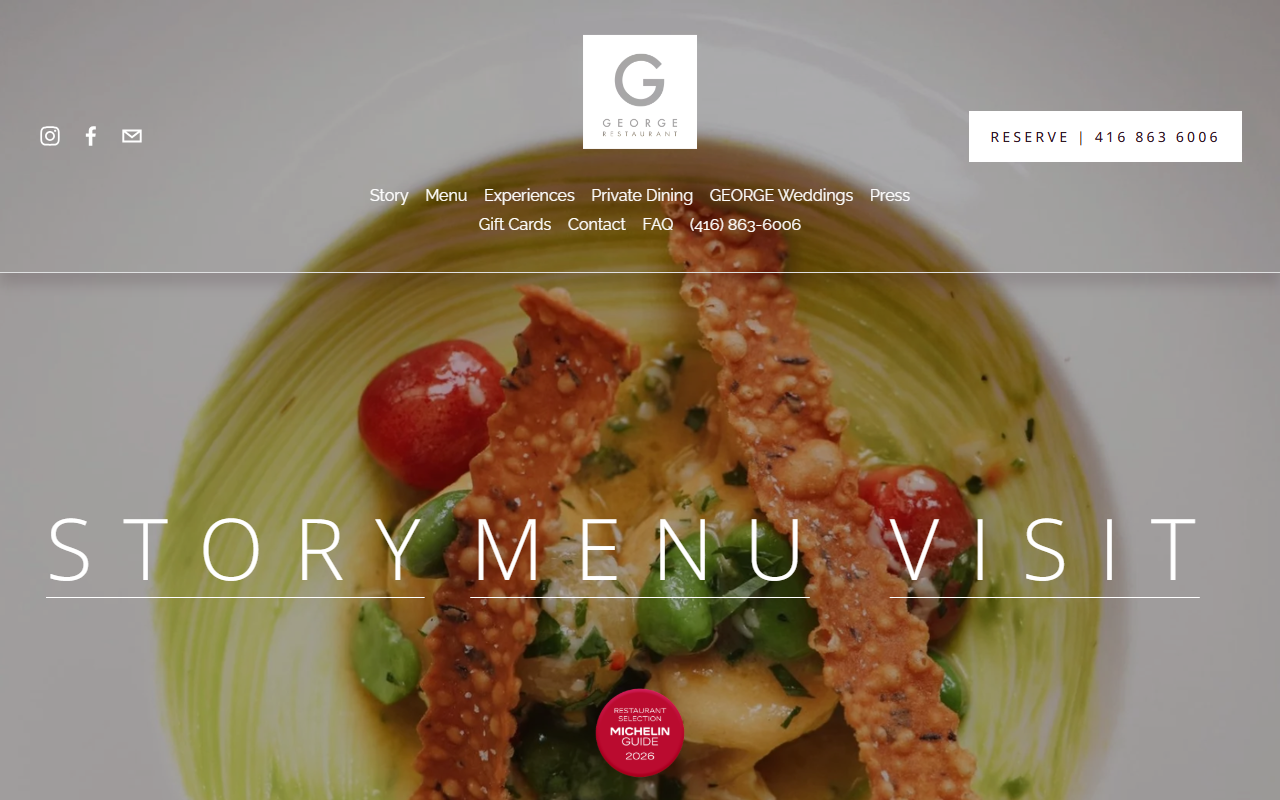 G
GEORGE
RESTAURANT
RESERVE | 416 863 6006
Story Menu Experiences Private Dining GEORGE Weddings Press
Gift Cards Contact FAQ (416) 863-6006
STORY MENU VISIT
RESTAURANT
SELECTION
MICHELIN
GUIDE
2026